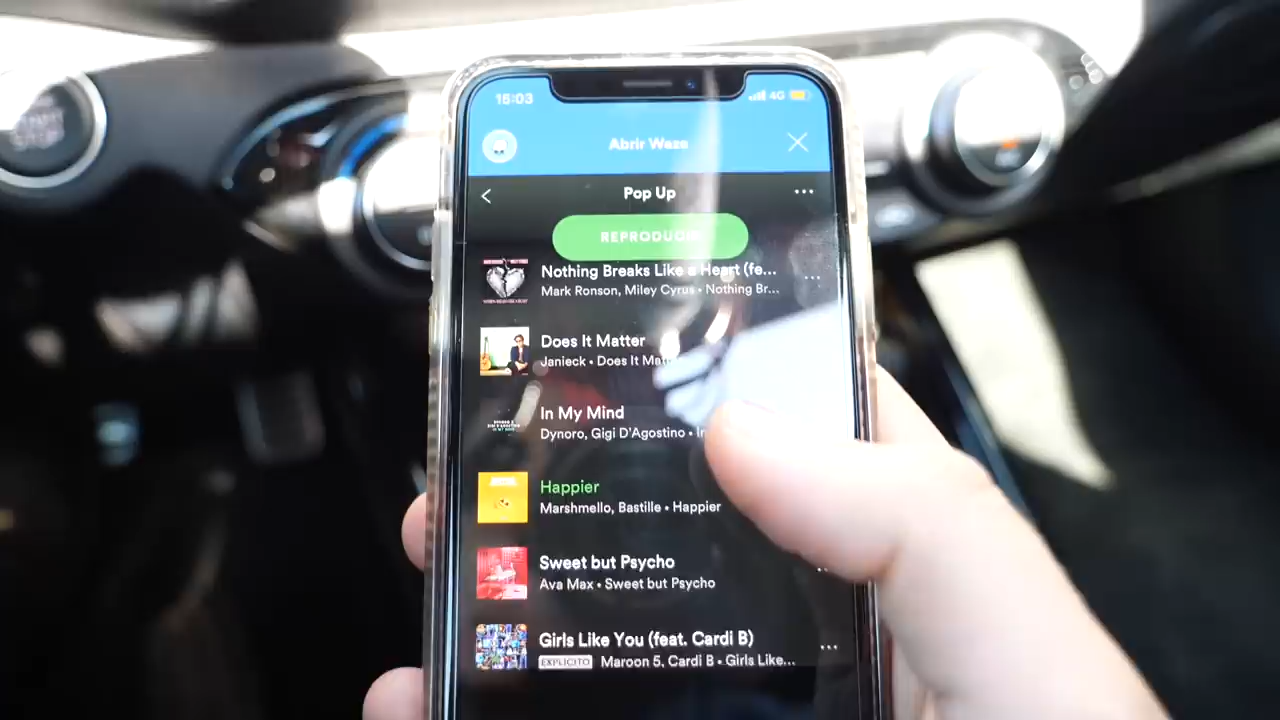 15:03 4G
Abrir Waze
Pop Up
REPRODUCIR
Nothing Breaks Like a Heart (fe...
Mark Ronson, Miley Cyrus • Nothing Br...
Does It Matter
Janieck • Does It Matt
In My Mind
Dynoro, Gigi D'Agostino • In
Happier
Marshmello, Bastille • Happier
Sweet but Psycho
Ava Max • Sweet but Psycho
Girls Like You (feat. Cardi B)
EXPLÍCITO Maroon 5, Cardi B • Girls Like...